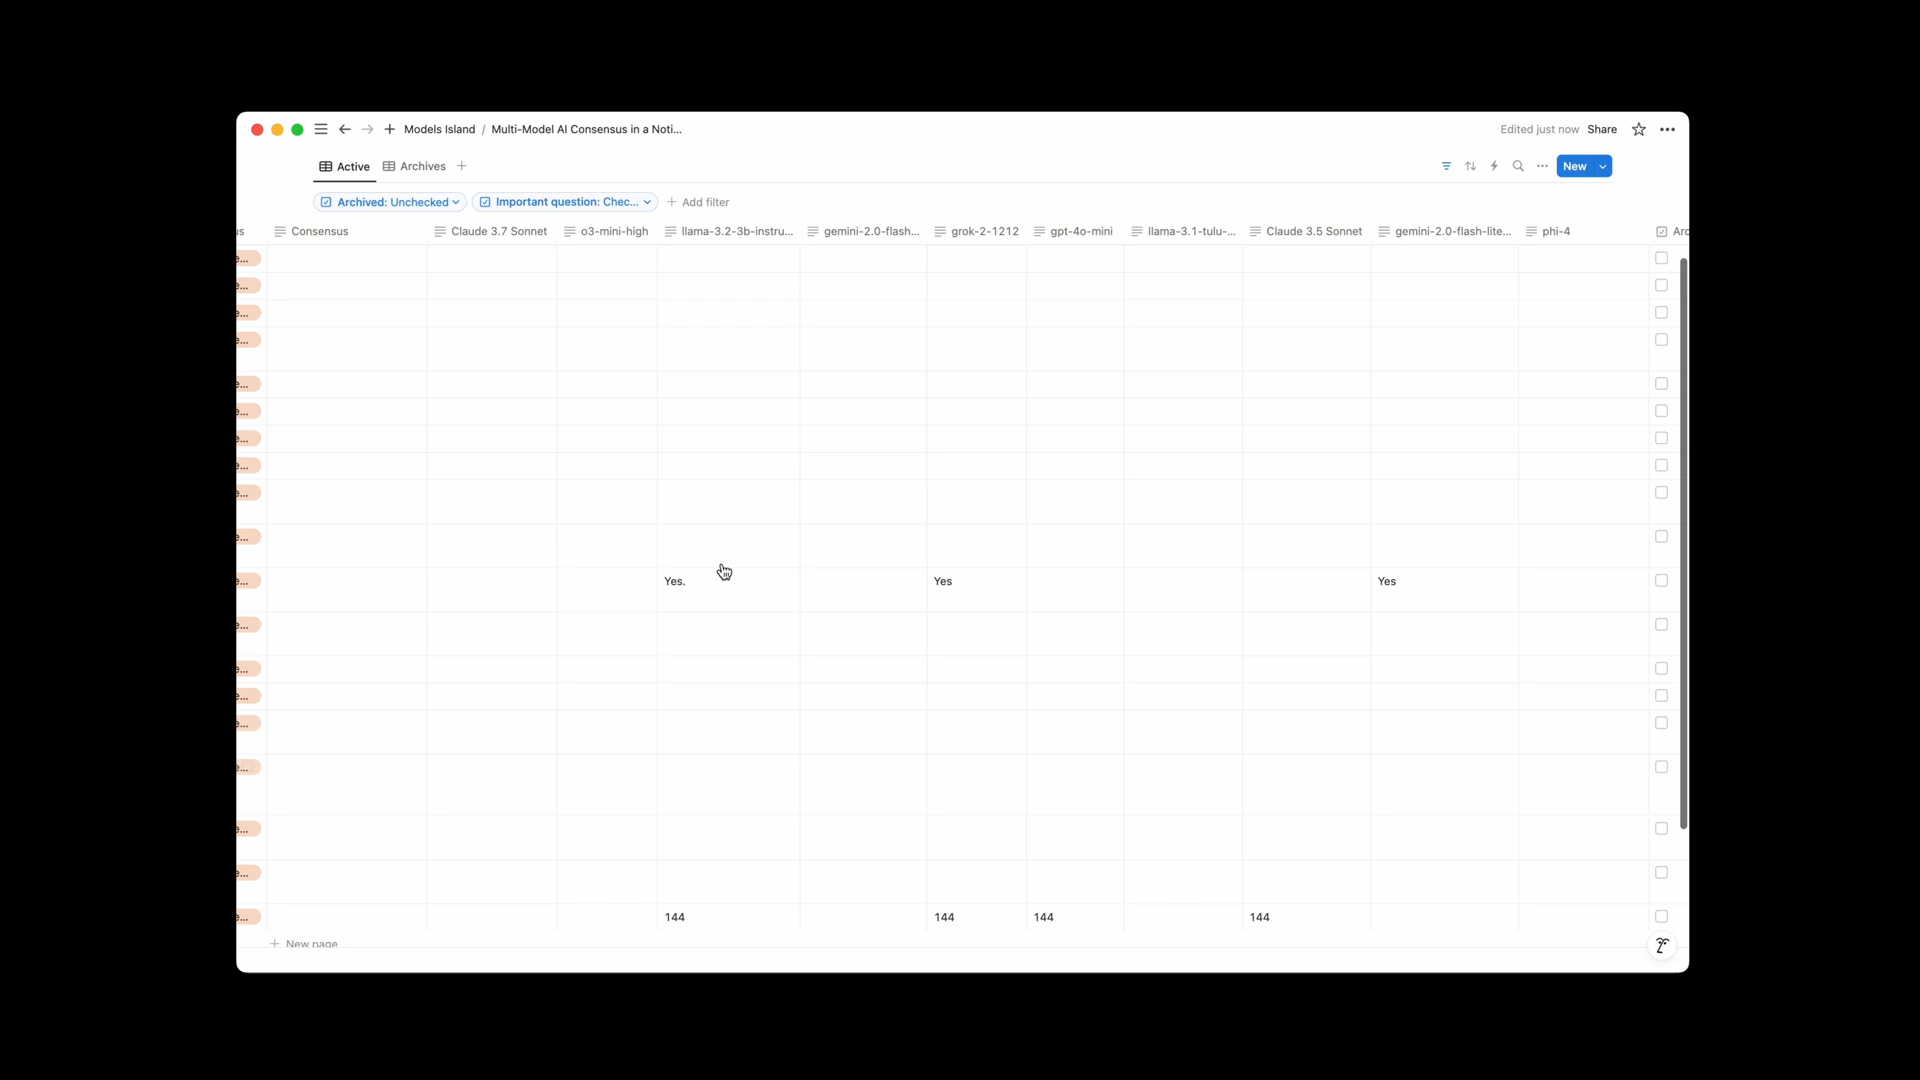 Models Island / Multi-Model AI Consensus in a Noti...
Edited just now Share
Active Archives
New
Archived: Unchecked Important question: Chec... Add filter
us Consensus Claude 3.7 Sonnet o3-mini-high llama-3.2-3b-instru... gemini-2.0-flash... grok-2-1212 gpt-4o-mini llama-3.1-tulu-... Claude 3.5 Sonnet gemini-2.0-flash-lite... phi-4 Arc
e...
e...
e...
e...
e...
e...
e...
e...
e...
e...
e... Yes. Yes Yes
e...
e...
e...
e...
e...
e...
e...
e... 144 144 144 144
New page